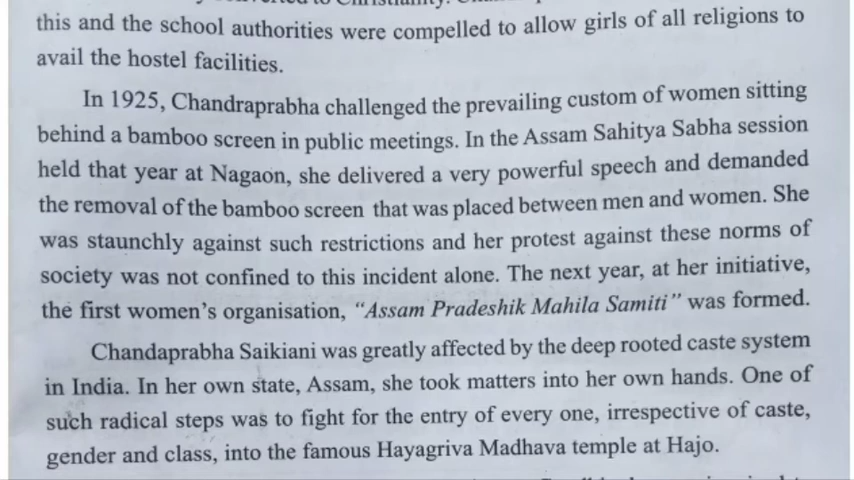 this and the school authorities were compelled to allow girls of all religions to
avail the hostel facilities.
In 1925, Chandraprabha challenged the prevailing custom of women sitting
behind a bamboo screen in public meetings. In the Assam Sahitya Sabha session
held that year at Nagaon, she delivered a very powerful speech and demanded
the removal of the bamboo screen that was placed between men and women. She
was staunchly against such restrictions and her protest against these norms of
society was not confined to this incident alone. The next year, at her initiative,
the first women's organisation, "Assam Pradeshik Mahila Samiti" was formed.
Chandaprabha Saikiani was greatly affected by the deep rooted caste system
in India. In her own state, Assam, she took matters into her own hands. One of
such radical steps was to fight for the entry of every one, irrespective of caste,
gender and class, into the famous Hayagriva Madhava temple at Hajo.